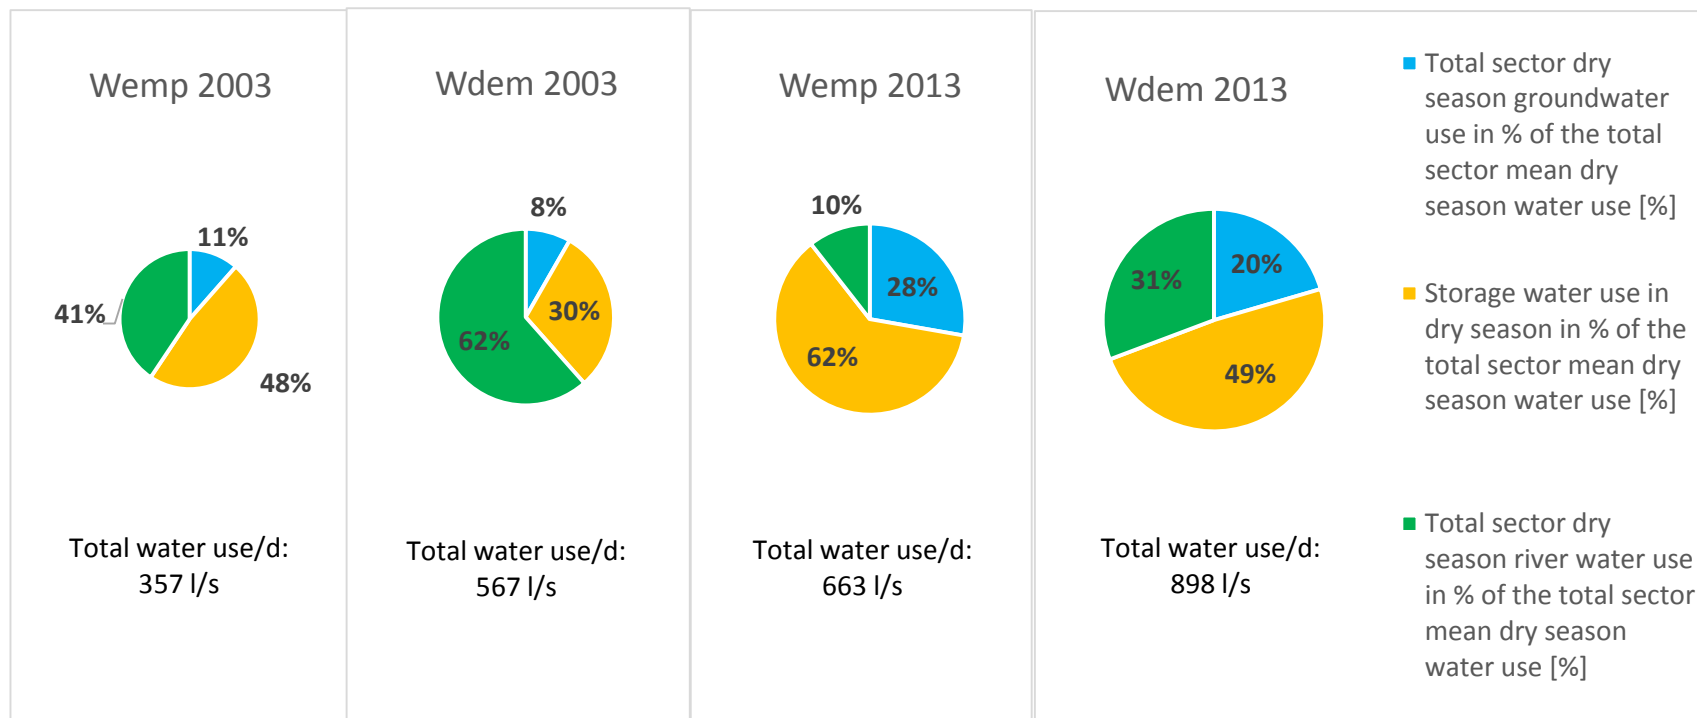 Wemp 2003
11%
41%
48%
Total water use/d:
357 l/s
Wdem 2003
8%
30%
62%
Total water use/d:
567 l/s
Wemp 2013
10%
28%
62%
Total water use/d:
663 l/s
Wdem 2013
31%
20%
49%
Total water use/d:
898 l/s
Total sector dry
season groundwater
use in % of the total
sector mean dry
season water use [%]
Storage water use in
dry season in % of the
total sector mean dry
season water use [%]
Total sector dry
season river water use
in % of the total sector
mean dry season
water use [%]